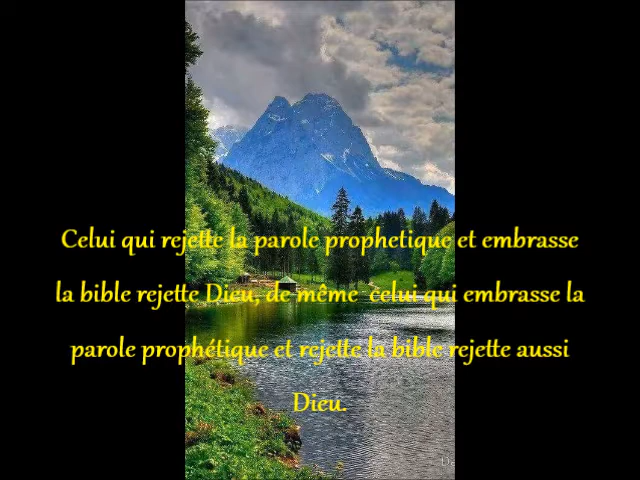 Celui qui rejette la parole prophetique et embrasse
la bible rejette Dieu, de même celui qui embrasse la
parole prophétique et rejette la bible rejette aussi
Dieu.